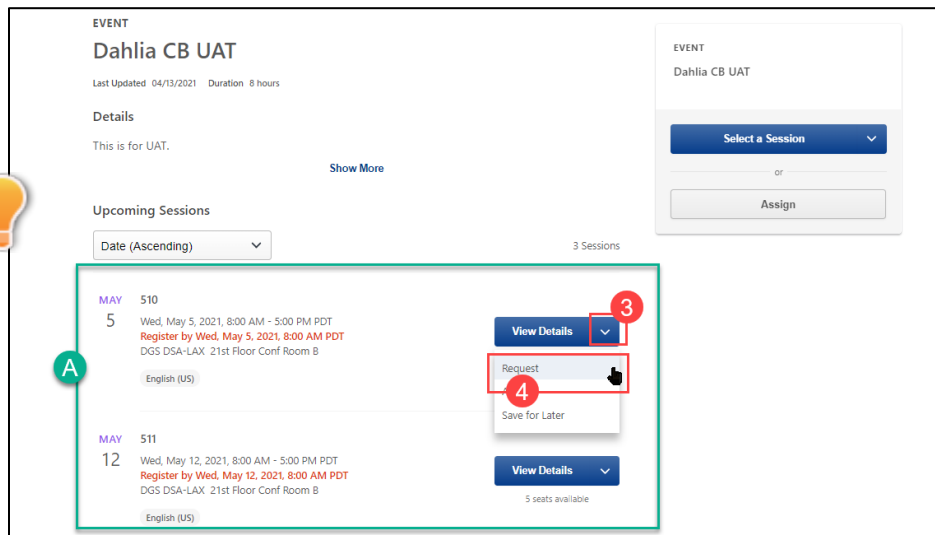 EVENT
Dahlia CB UAT
Last Updated 04/13/2021 Duration 8 hours
Details
This is for UAT.
Show More
Upcoming Sessions
Date (Ascending)
3 Sessions
A
MAY
5
510
Wed, May 5, 2021, 8:00 AM - 5:00 PM PDT
Register by Wed, May 5, 2021, 8:00 AM PDT
DGS DSA-LAX 21st Floor Conf Room B
English (US)
View Details
3
Request
4
Save for Later
MAY
12
511
Wed, May 12, 2021, 8:00 AM - 5:00 PM PDT
Register by Wed, May 12, 2021, 8:00 AM PDT
DGS DSA-LAX 21st Floor Conf Room B
English (US)
View Details
5 seats available
EVENT
Dahlia CB UAT
Select a Session
or
Assign